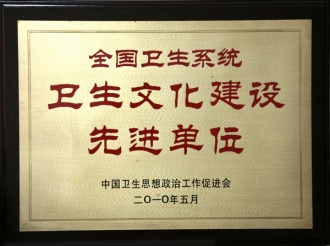 全国卫生系统
卫生文化建设
先进单位
中国卫生思想政治工作促进会
二〇一〇年五月